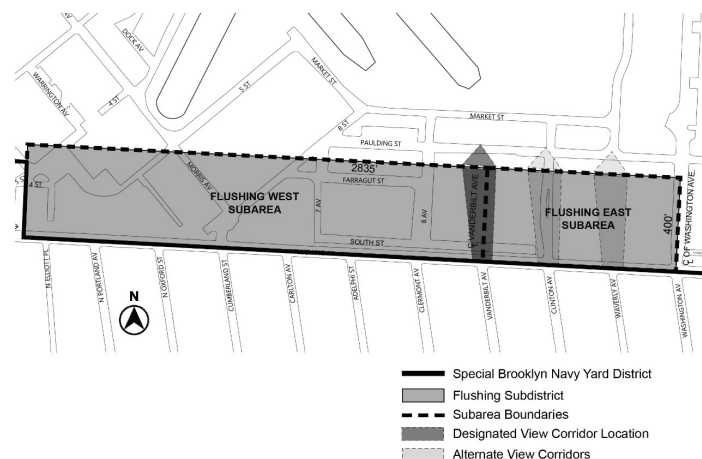 DOCK AV
WARRINGTON AV
4 ST
5 ST
MARKET ST
6 ST
MARKET ST
PAULDING ST
2835'
FARRAGUT ST
4 ST
MORRIS AV
FLUSHING WEST
SUBAREA
7 AV
8 AV
℄ VANDERBILT AVE.
FLUSHING EAST
SUBAREA
400'
℄ OF WASHINGTON AVE.
SOUTH ST
N ELLIOT PL
N PORTLAND AV
N OXFORD ST
CUMBERLAND ST
CARLTON AV
ADELPHI ST
CLERMONT AV
VANDERBILT AV
CLINTON AV
WAVERLY AV
WASHINGTON AV
N
Special Brooklyn Navy Yard District
Flushing Subdistrict
Subarea Boundaries
Designated View Corridor Location
Alternate View Corridors